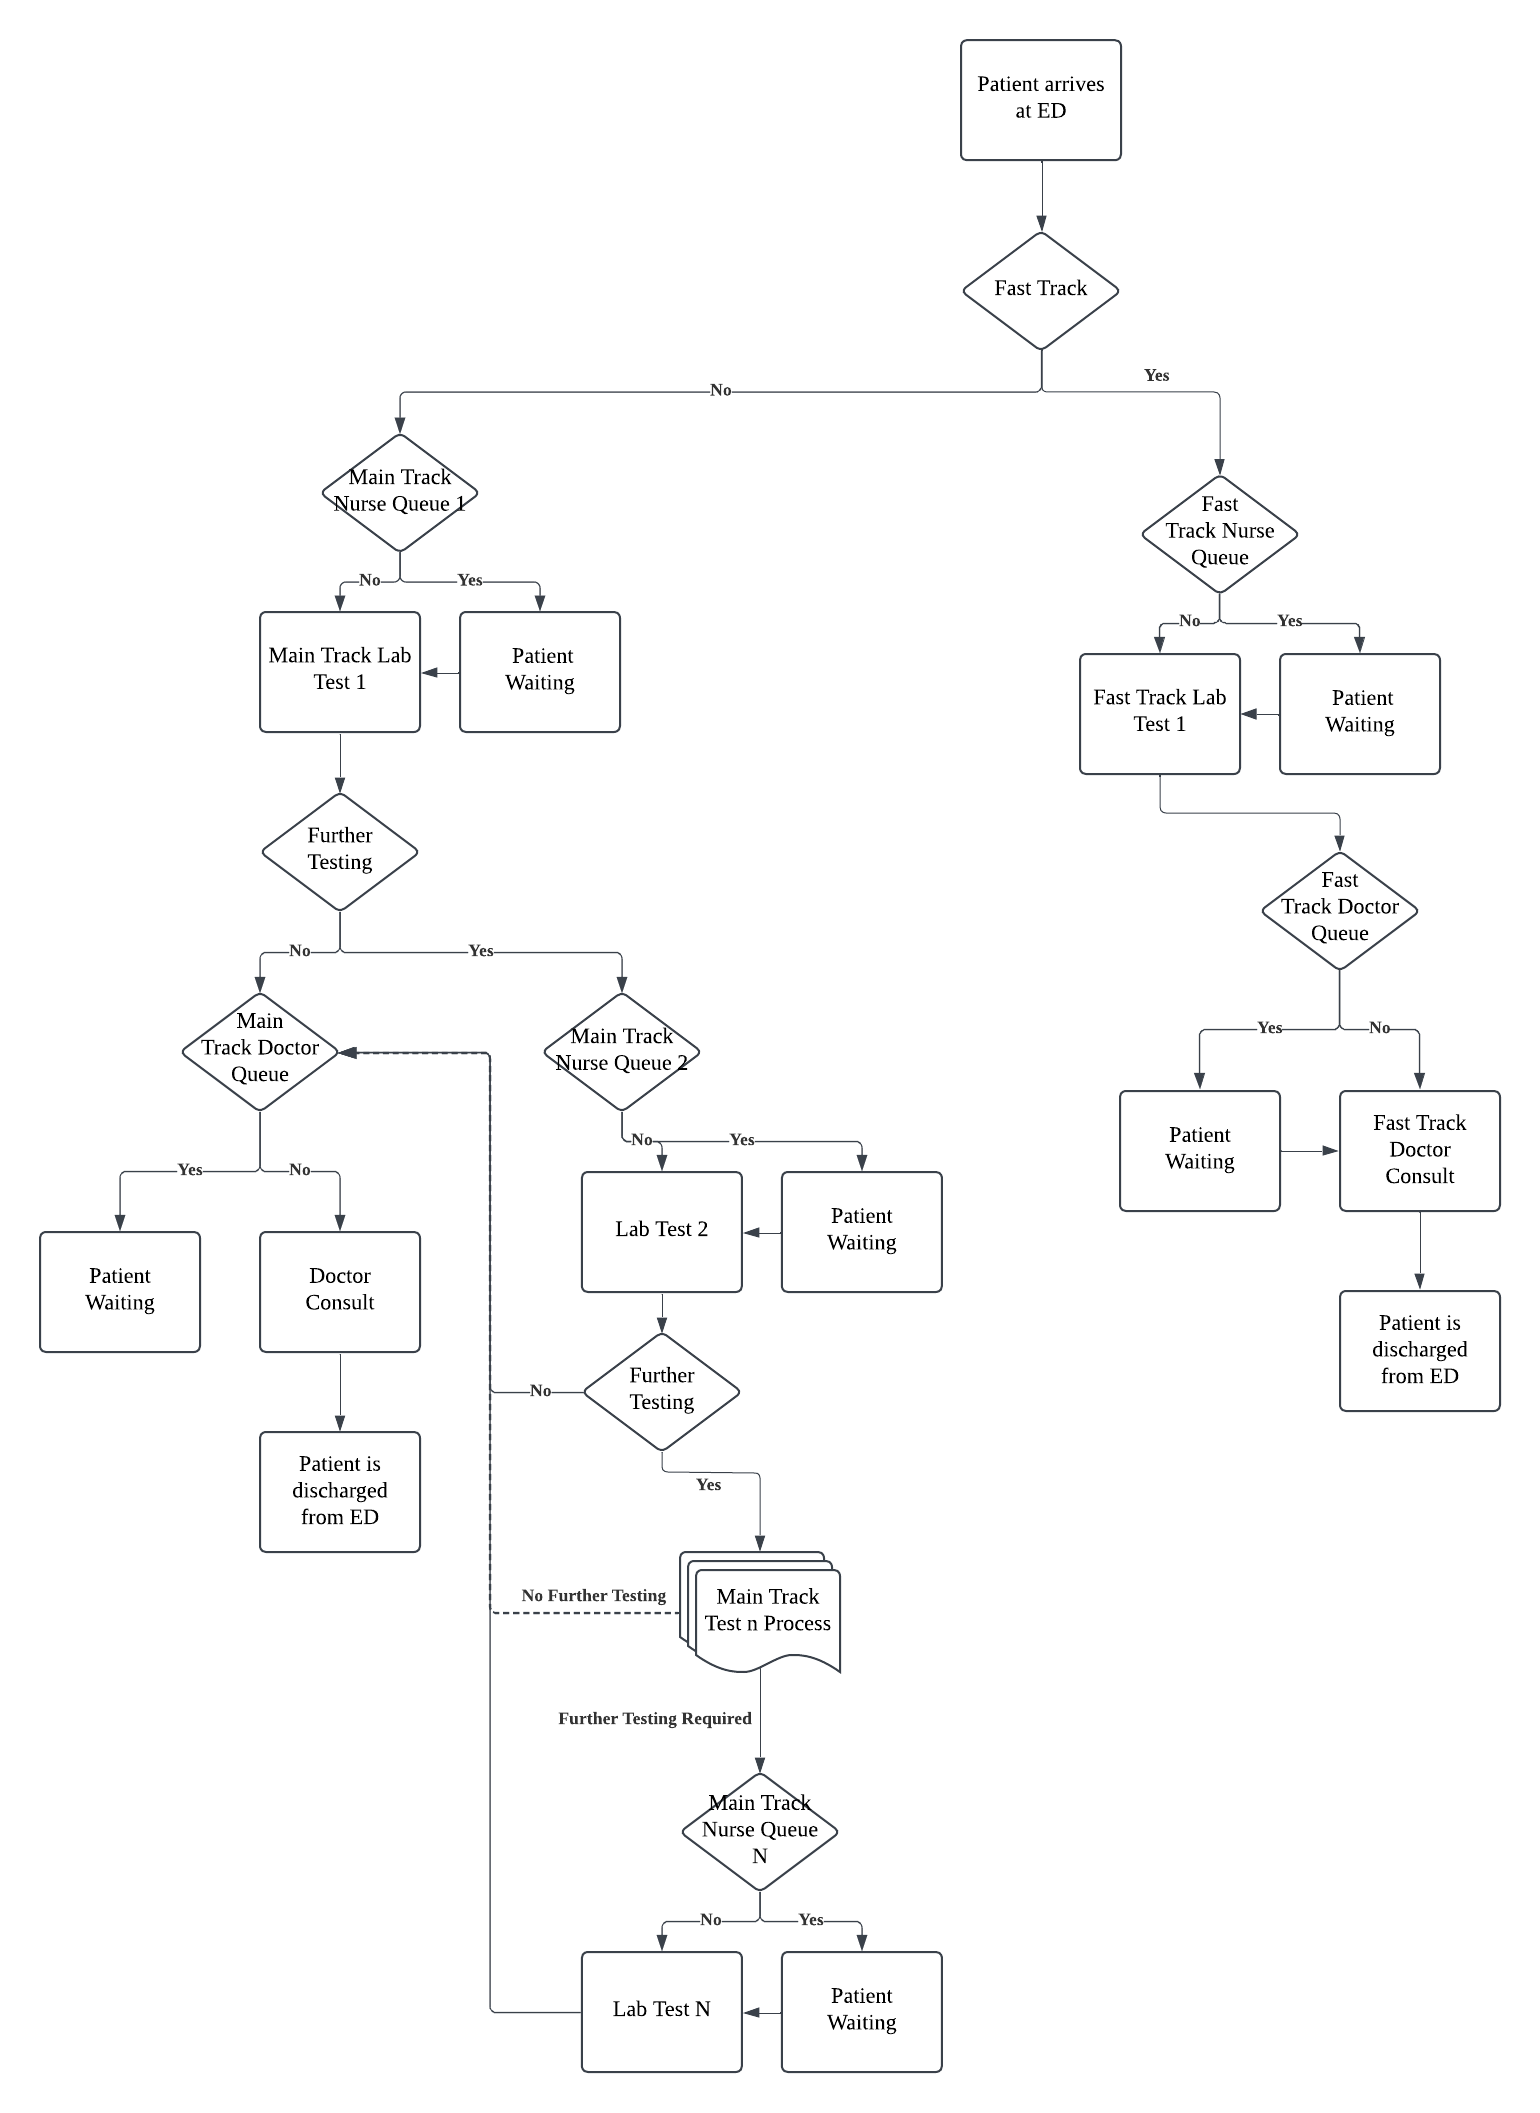 Patient arrives
at ED
Fast Track
No
Yes
Main Track
Nurse Queue 1
Fast
Track Nurse
Queue
No
Yes
No
Yes
Main Track Lab
Test 1
Patient
Waiting
Fast Track Lab
Test 1
Patient
Waiting
Further
Testing
Fast
Track Doctor
Queue
No
Yes
Main
Track Doctor
Queue
Main Track
Nurse Queue 2
Yes
No
Yes
No
No
Yes
Patient
Waiting
Fast Track
Doctor
Consult
Patient
Waiting
Doctor
Consult
Lab Test 2
Patient
Waiting
Patient is
discharged
from ED
Further
Testing
No
Yes
Patient is
discharged
from ED
No Further Testing
Main Track
Test n Process
Further Testing Required
Main Track
Nurse Queue
N
No
Yes
Lab Test N
Patient
Waiting